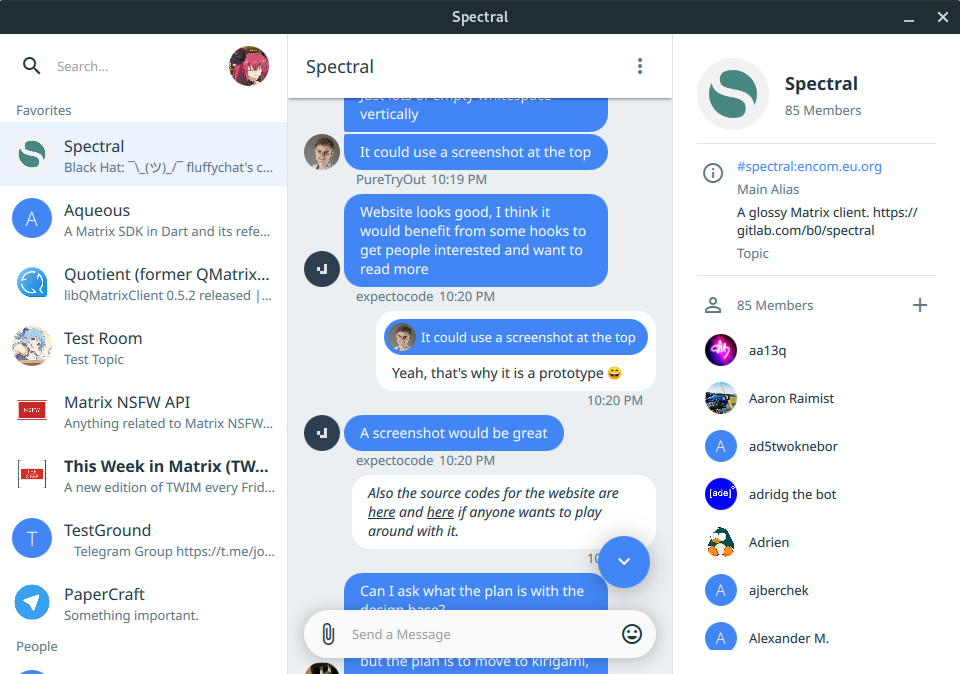 Spectral
Search...
Favorites
Spectral
Black Hat: ¯\_(ツ)_/¯ fluffychat's c...
A
Aqueous
A Matrix SDK in Dart and its refe...
Quotient (former QMatrix...
libQMatrixClient 0.5.2 released |...
Test Room
Test Topic
NSFW
Matrix NSFW API
Anything related to Matrix NSFW...
This Week in Matrix (TW...
A new edition of TWIM every Frid...
T
TestGround
Telegram Group https://t.me/jo...
PaperCraft
Something important.
People
Spectral
just lots of empty whitespace
vertically
It could use a screenshot at the top
PureTryOut 10:19 PM
Website looks good, I think it
would benefit from some hooks to
get people interested and want to
read more
expectocode 10:20 PM
It could use a screenshot at the top
Yeah, that's why it is a prototype 😄
10:20 PM
A screenshot would be great
expectocode 10:20 PM
Also the source codes for the website are
here and here if anyone wants to play
around with it.
10
Can I ask what the plan is with the
design base?
Send a Message
but the plan is to move to kirigami,
Spectral
85 Members
#spectral:encom.eu.org
Main Alias
A glossy Matrix client. https://
gitlab.com/b0/spectral
Topic
85 Members
aa13q
Aaron Raimist
A
ad5twoknebor
[ade]
adridg the bot
Adrien
A
ajberchek
A
Alexander M.